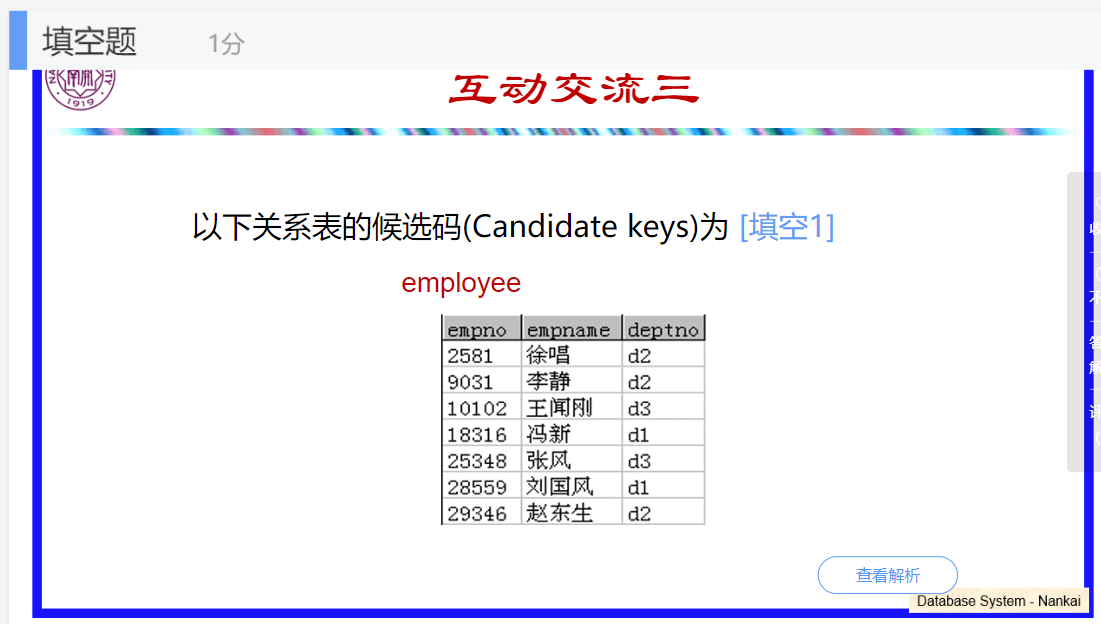 填空题 1分
1919
互动交流三
以下关系表的候选码(Candidate keys)为 [填空1]
employee
empno empname deptno
2581 徐唱 d2
9031 李静 d2
10102 王闻刚 d3
18316 冯新 d1
25348 张风 d3
28559 刘国风 d1
29346 赵东生 d2
查看解析
Database System - Nankai